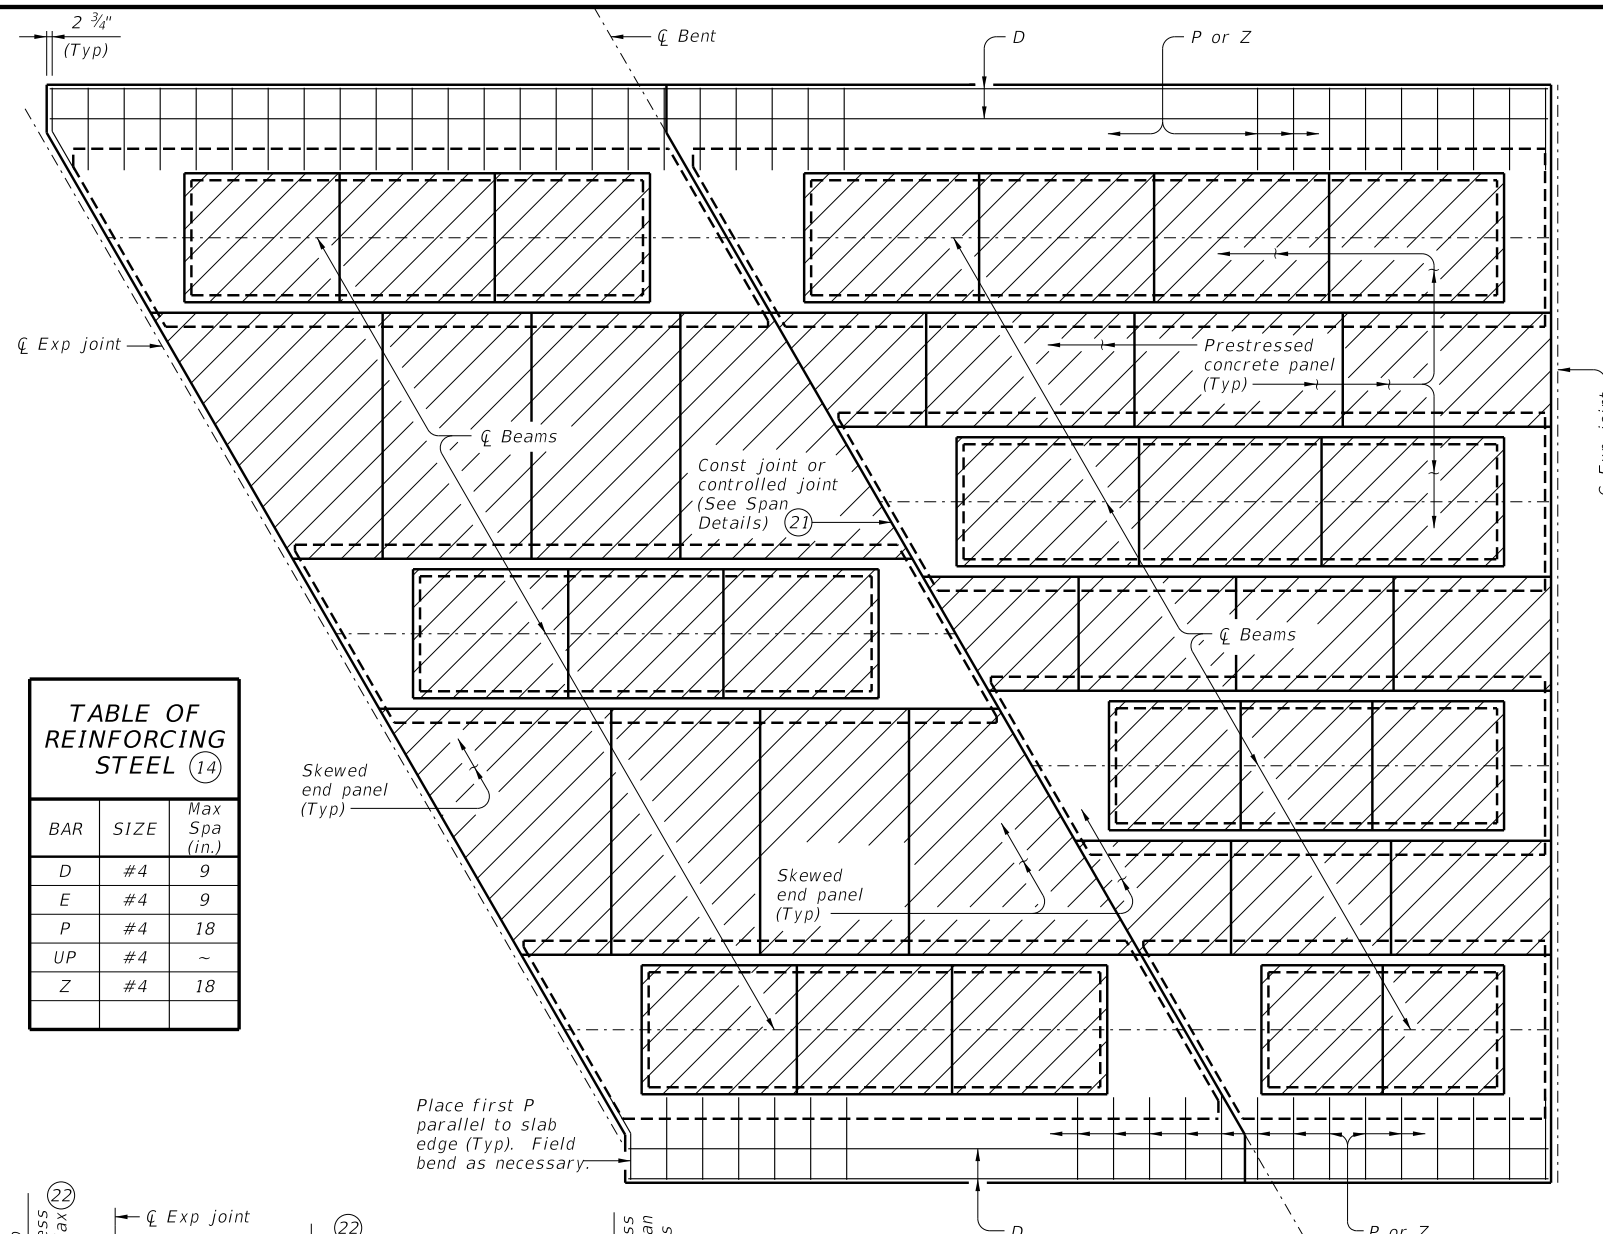 2 ¾"
(Typ)
℄ Bent
D
P or Z
℄ Exp joint
Prestressed
concrete panel
(Typ)
℄ Beams
Const joint or
controlled joint
(See Span
Details) 21
℄ Beams
TABLE OF
REINFORCING
STEEL 14
BAR SIZE Max Spa (in.)
D #4 9
E #4 9
P #4 18
UP #4 ~
Z #4 18
Skewed
end panel
(Typ)
Skewed
end panel
(Typ)
Place first P
parallel to slab
edge (Typ). Field
bend as necessary.
22
℄ Exp joint
22
D
P or Z